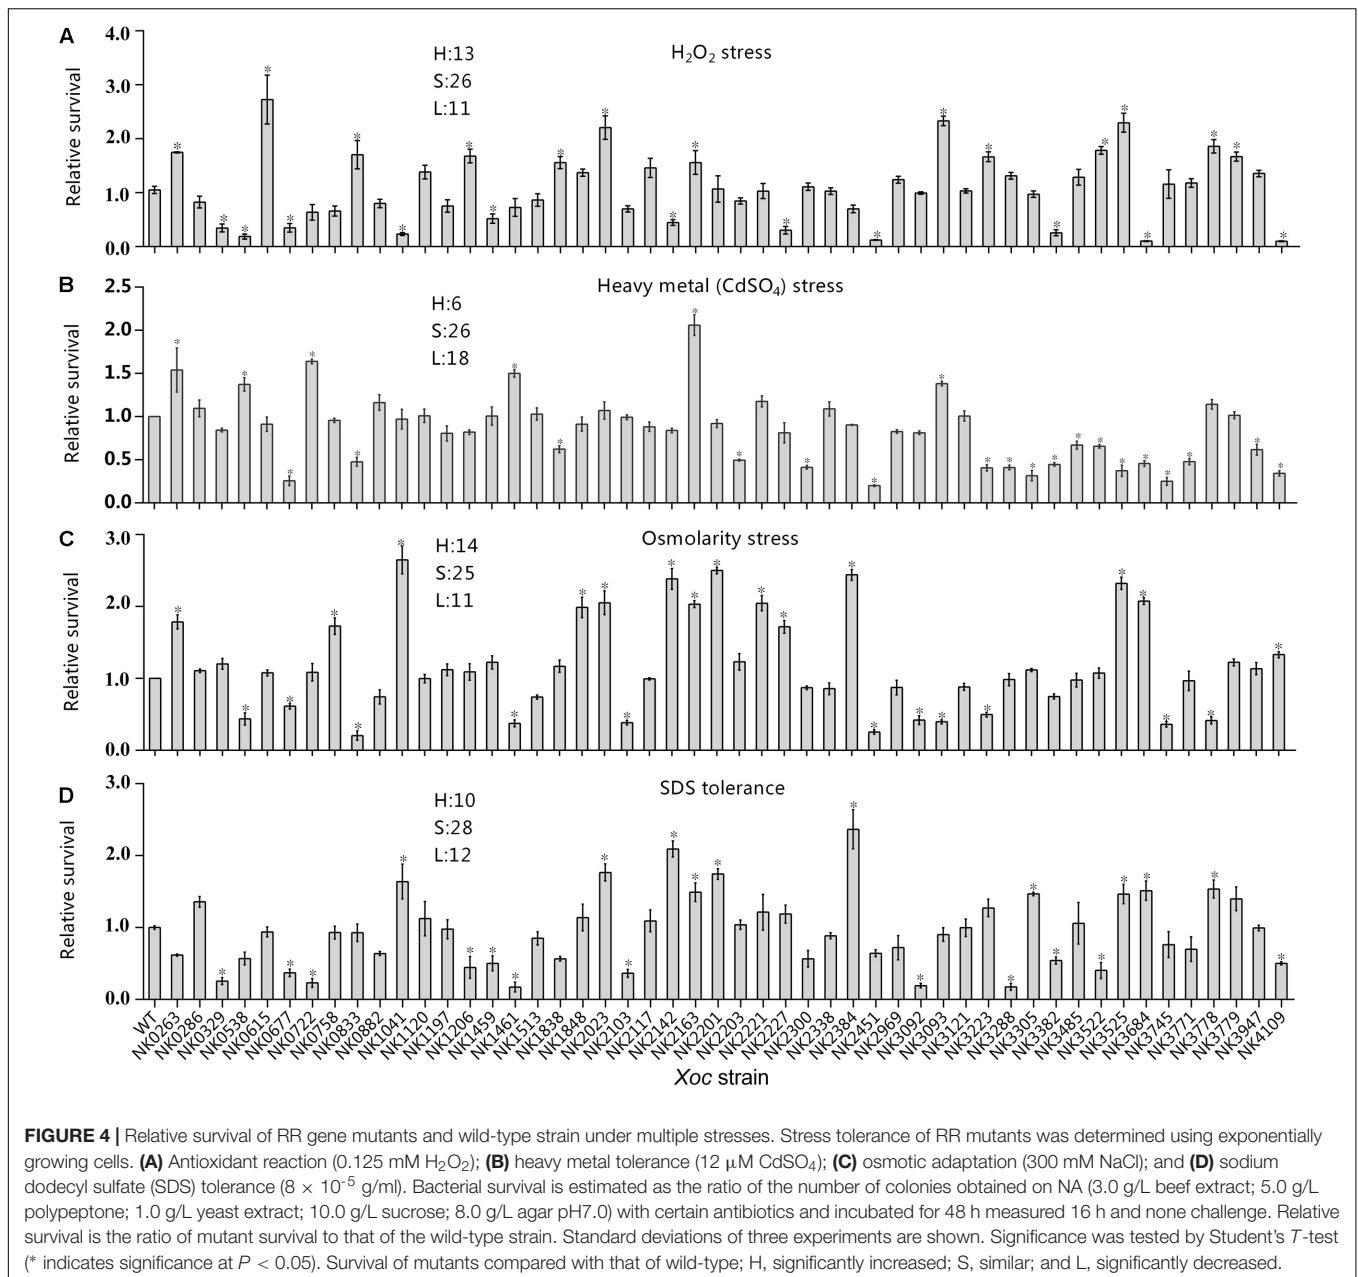 A
4.0
3.0
2.0
1.0
0.0
Relative survival
H:13
S:26
L:11
H₂O₂ stress
B
2.5
2.0
1.5
1.0
0.5
0.0
Relative survival
H:6
S:26
L:18
Heavy metal (CdSO₄) stress
C
3.0
2.0
1.0
0.0
Relative survival
H:14
S:25
L:11
Osmolarity stress
D
3.0
2.0
1.0
0.0
Relative survival
H:10
S:28
L:12
SDS tolerance
WT
NK0263
NK0286
NK0329
NK0538
NK0615
NK0677
NK0722
NK0758
NK0833
NK0882
NK1041
NK1120
NK1197
NK1206
NK1459
NK1461
NK1513
NK1838
NK1848
NK2023
NK2103
NK2117
NK2142
NK2163
NK2201
NK2203
NK2221
NK2227
NK2300
NK2338
NK2384
NK2451
NK2969
NK3092
NK3093
NK3121
NK3223
NK3288
NK3305
NK3382
NK3485
NK3522
NK3525
NK3684
NK3745
NK3771
NK3778
NK3779
NK3947
NK4109
Xoc strain
FIGURE 4 | Relative survival of RR gene mutants and wild-type strain under multiple stresses. Stress tolerance of RR mutants was determined using exponentially
growing cells. (A) Antioxidant reaction (0.125 mM H₂O₂); (B) heavy metal tolerance (12 μM CdSO₄); (C) osmotic adaptation (300 mM NaCl); and (D) sodium
dodecyl sulfate (SDS) tolerance (8 × 10⁻⁵ g/ml). Bacterial survival is estimated as the ratio of the number of colonies obtained on NA (3.0 g/L beef extract; 5.0 g/L
polypeptone; 1.0 g/L yeast extract; 10.0 g/L sucrose; 8.0 g/L agar pH7.0) with certain antibiotics and incubated for 48 h measured 16 h and none challenge. Relative
survival is the ratio of mutant survival to that of the wild-type strain. Standard deviations of three experiments are shown. Significance was tested by Student's T-test
(* indicates significance at P < 0.05). Survival of mutants compared with that of wild-type; H, significantly increased; S, similar; and L, significantly decreased.